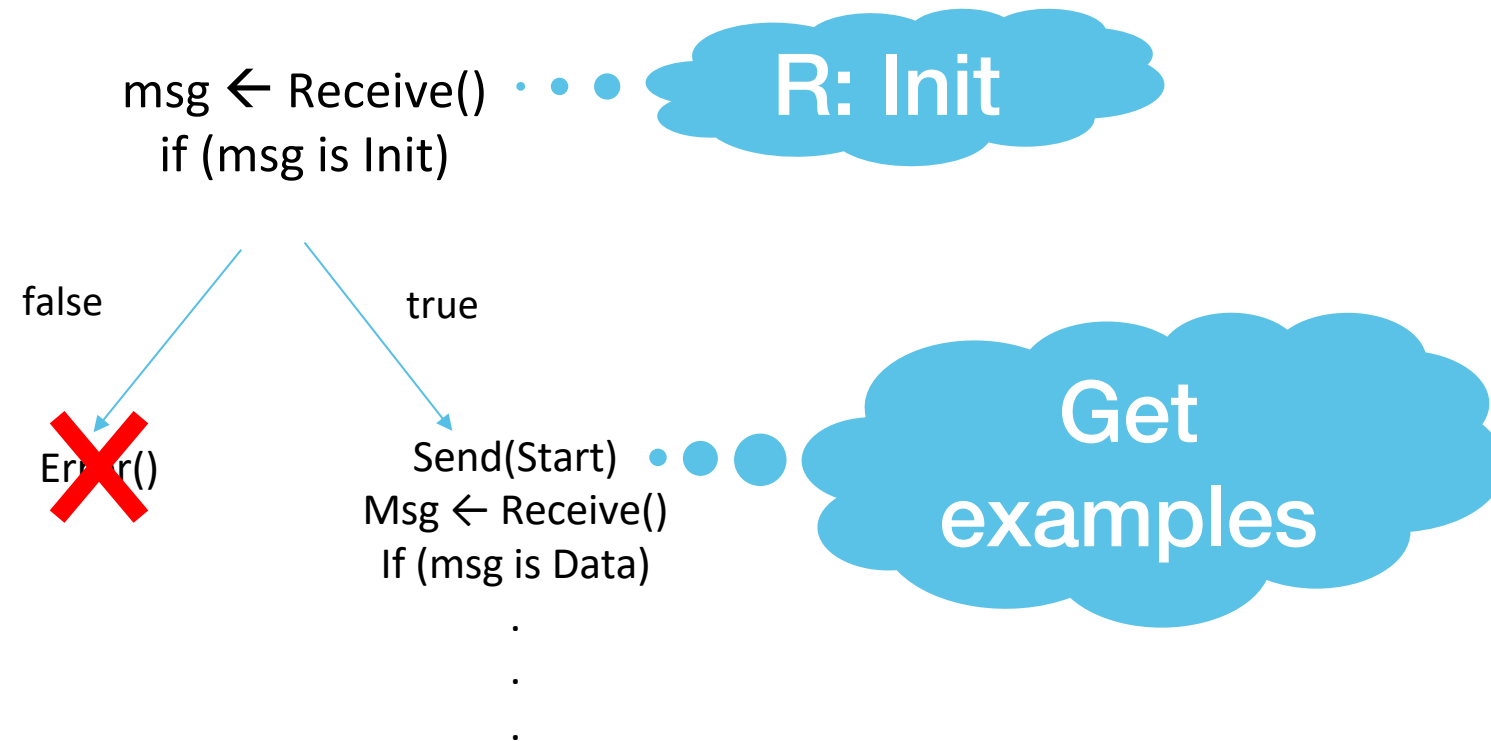 msg ← Receive()
if (msg is Init)
R: Init
false
true
Error()
Send(Start)
Msg ← Receive()
If (msg is Data)
.
.
.
Get
examples